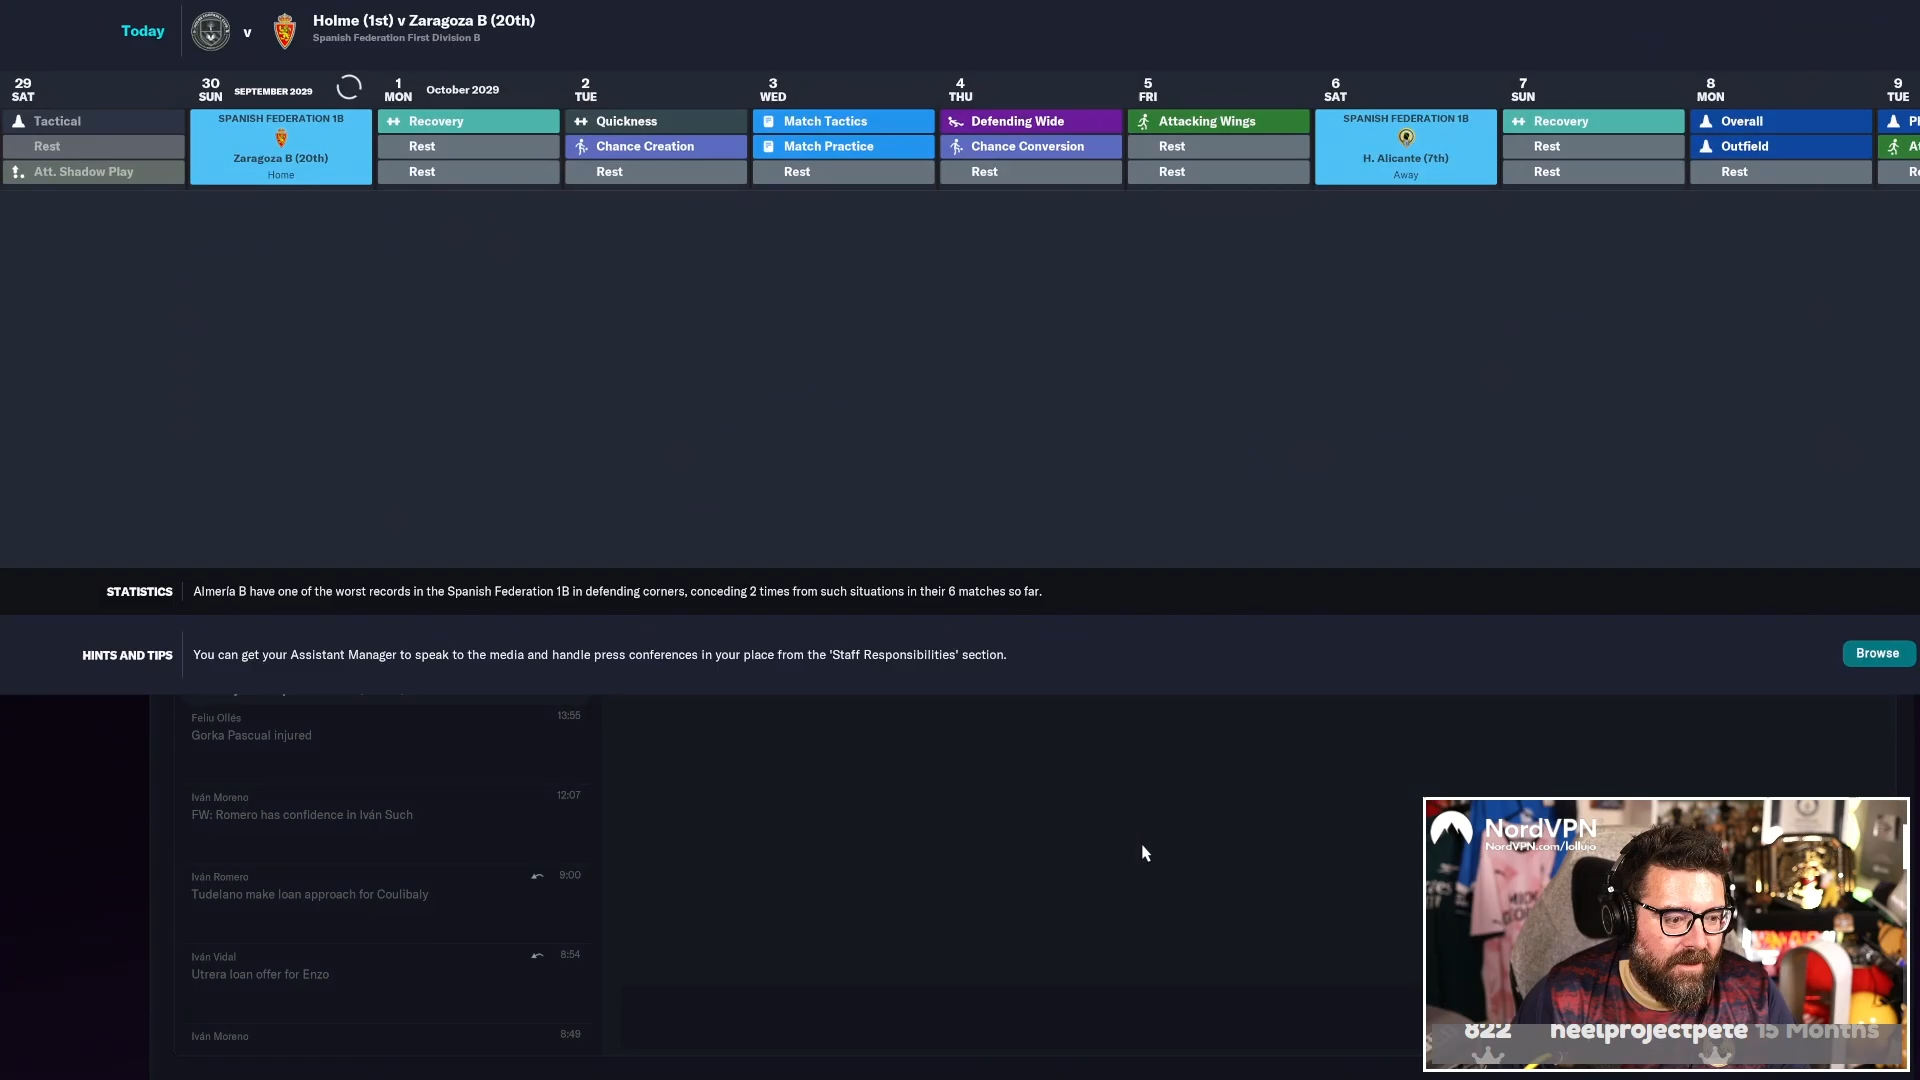 Today
v
Holme (1st) v Zaragoza B (20th)
Spanish Federation First Division B
29
SAT
30
SUN
SEPTEMBER 2029
1
MON
October 2029
2
TUE
3
WED
4
THU
5
FRI
6
SAT
7
SUN
8
MON
9
TUE
Tactical
Rest
Att. Shadow Play
SPANISH FEDERATION 1B
Zaragoza B (20th)
Home
Recovery
Rest
Rest
Quickness
Chance Creation
Rest
Match Tactics
Match Practice
Rest
Defending Wide
Chance Conversion
Rest
Attacking Wings
Rest
Rest
SPANISH FEDERATION 1B
H. Alicante (7th)
Away
Recovery
Rest
Rest
Overall
Outfield
Rest
STATISTICS
Almería B have one of the worst records in the Spanish Federation 1B in defending corners, conceding 2 times from such situations in their 6 matches so far.
HINTS AND TIPS
You can get your Assistant Manager to speak to the media and handle press conferences in your place from the 'Staff Responsibilities' section.
Browse
Feliu Ollés
13:55
Gorka Pascual injured
Iván Moreno
12:07
FW: Romero has confidence in Iván Such
Iván Romero
9:00
Tudelano make loan approach for Coulibaly
Iván Vidal
8:54
Utrera loan offer for Enzo
Iván Moreno
8:49
NordVPN
NordVPN.com/lollujo
822 neelprojectpete 15 Months